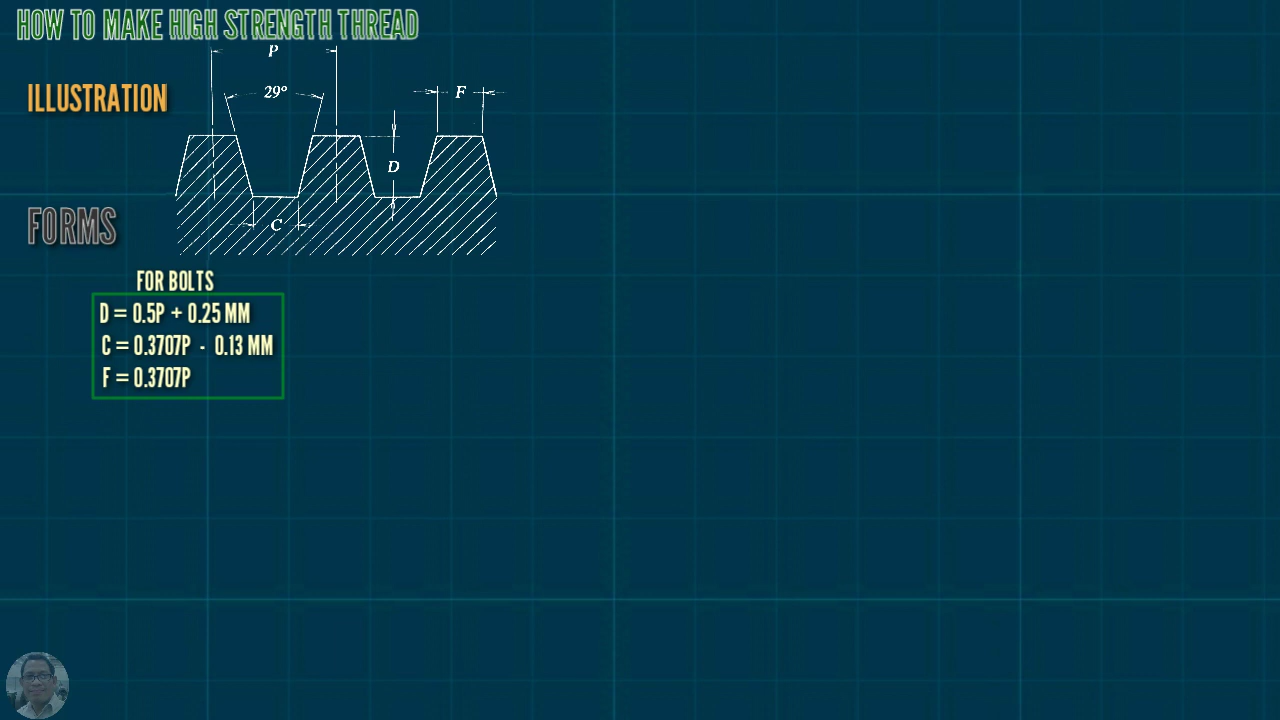 HOW TO MAKE HIGH STRENGTH THREAD
P
ILLUSTRATION
29°
F
D
FORMS
C
FOR BOLTS
D = 0.5P + 0.25 MM
C = 0.3707P - 0.13 MM
F = 0.3707P